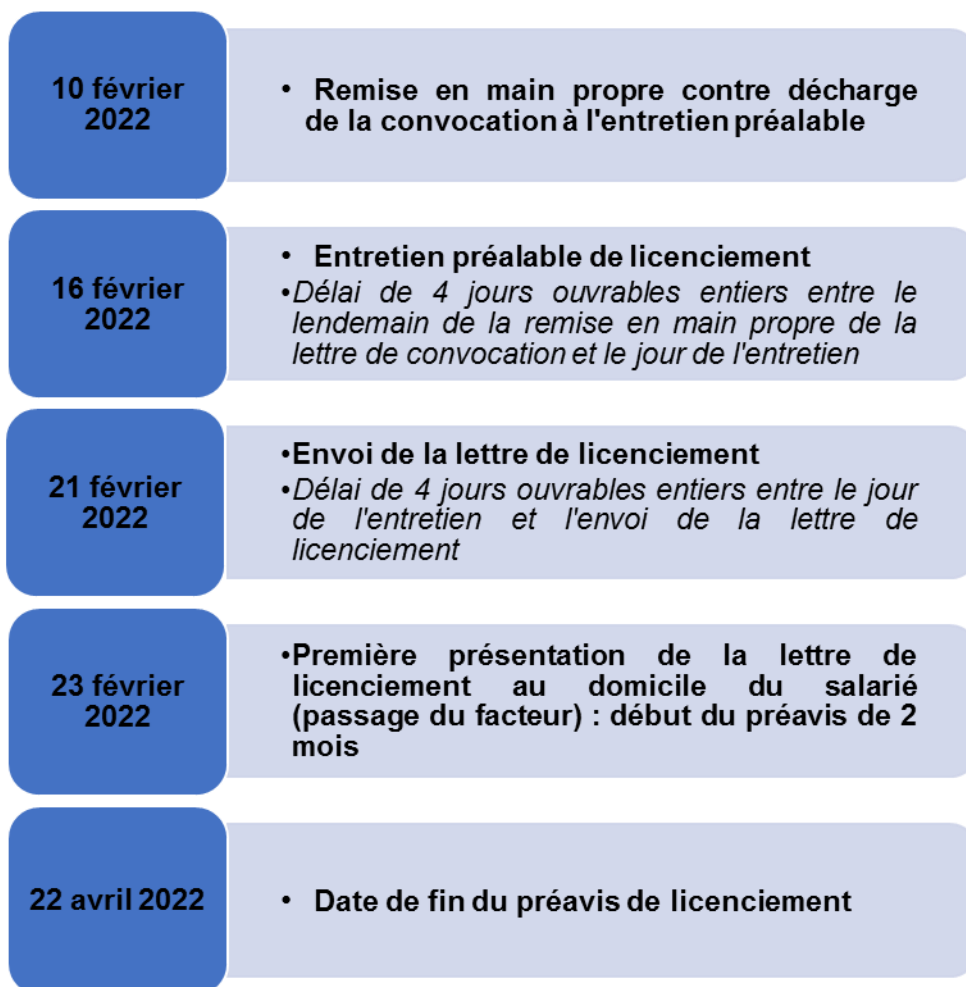 10 février
2022
• Remise en main propre contre décharge
de la convocation à l'entretien préalable
16 février
2022
• Entretien préalable de licenciement
•Délai de 4 jours ouvrables entiers entre le
lendemain de la remise en main propre de la
lettre de convocation et le jour de l'entretien
21 février
2022
•Envoi de la lettre de licenciement
•Délai de 4 jours ouvrables entiers entre le jour
de l'entretien et l'envoi de la lettre de
licenciement
23 février
2022
•Première présentation de la lettre de
licenciement au domicile du salarié
(passage du facteur) : début du préavis de 2
mois
22 avril 2022
• Date de fin du préavis de licenciement